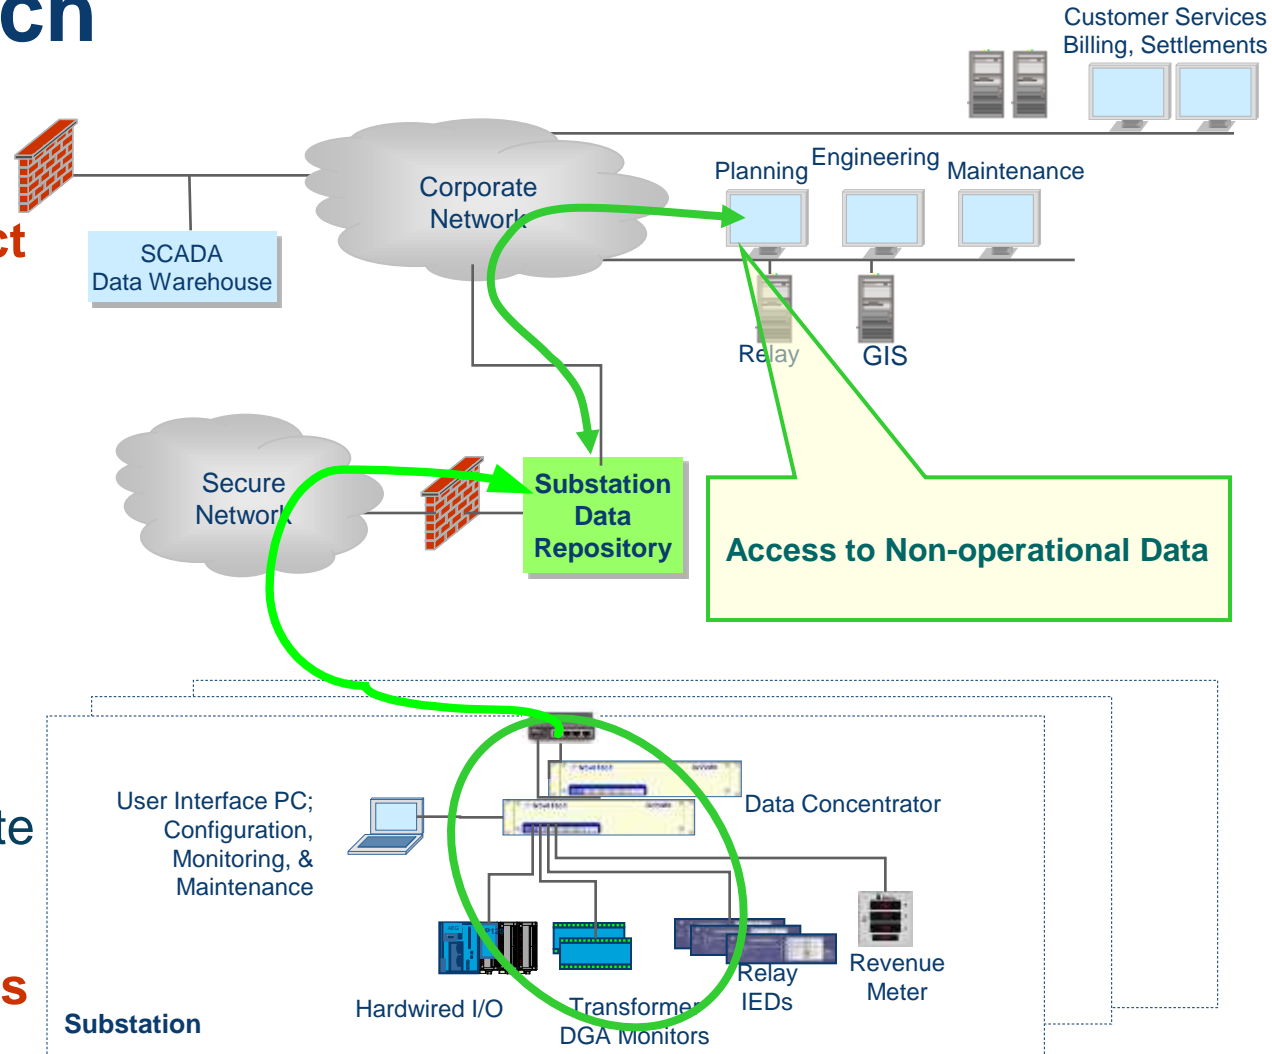 ch
Customer Services
Billing, Settlements
Planning
Engineering
Maintenance
Corporate
Network
ct
SCADA
Data Warehouse
Relay
GIS
Secure
Network
Substation
Data
Repository
Access to Non-operational Data
User Interface PC;
Configuration,
Monitoring, &
Maintenance
Data Concentrator
te
s
Hardwired I/O
Transformer
DGA Monitors
Relay
IEDs
Revenue
Meter
Substation